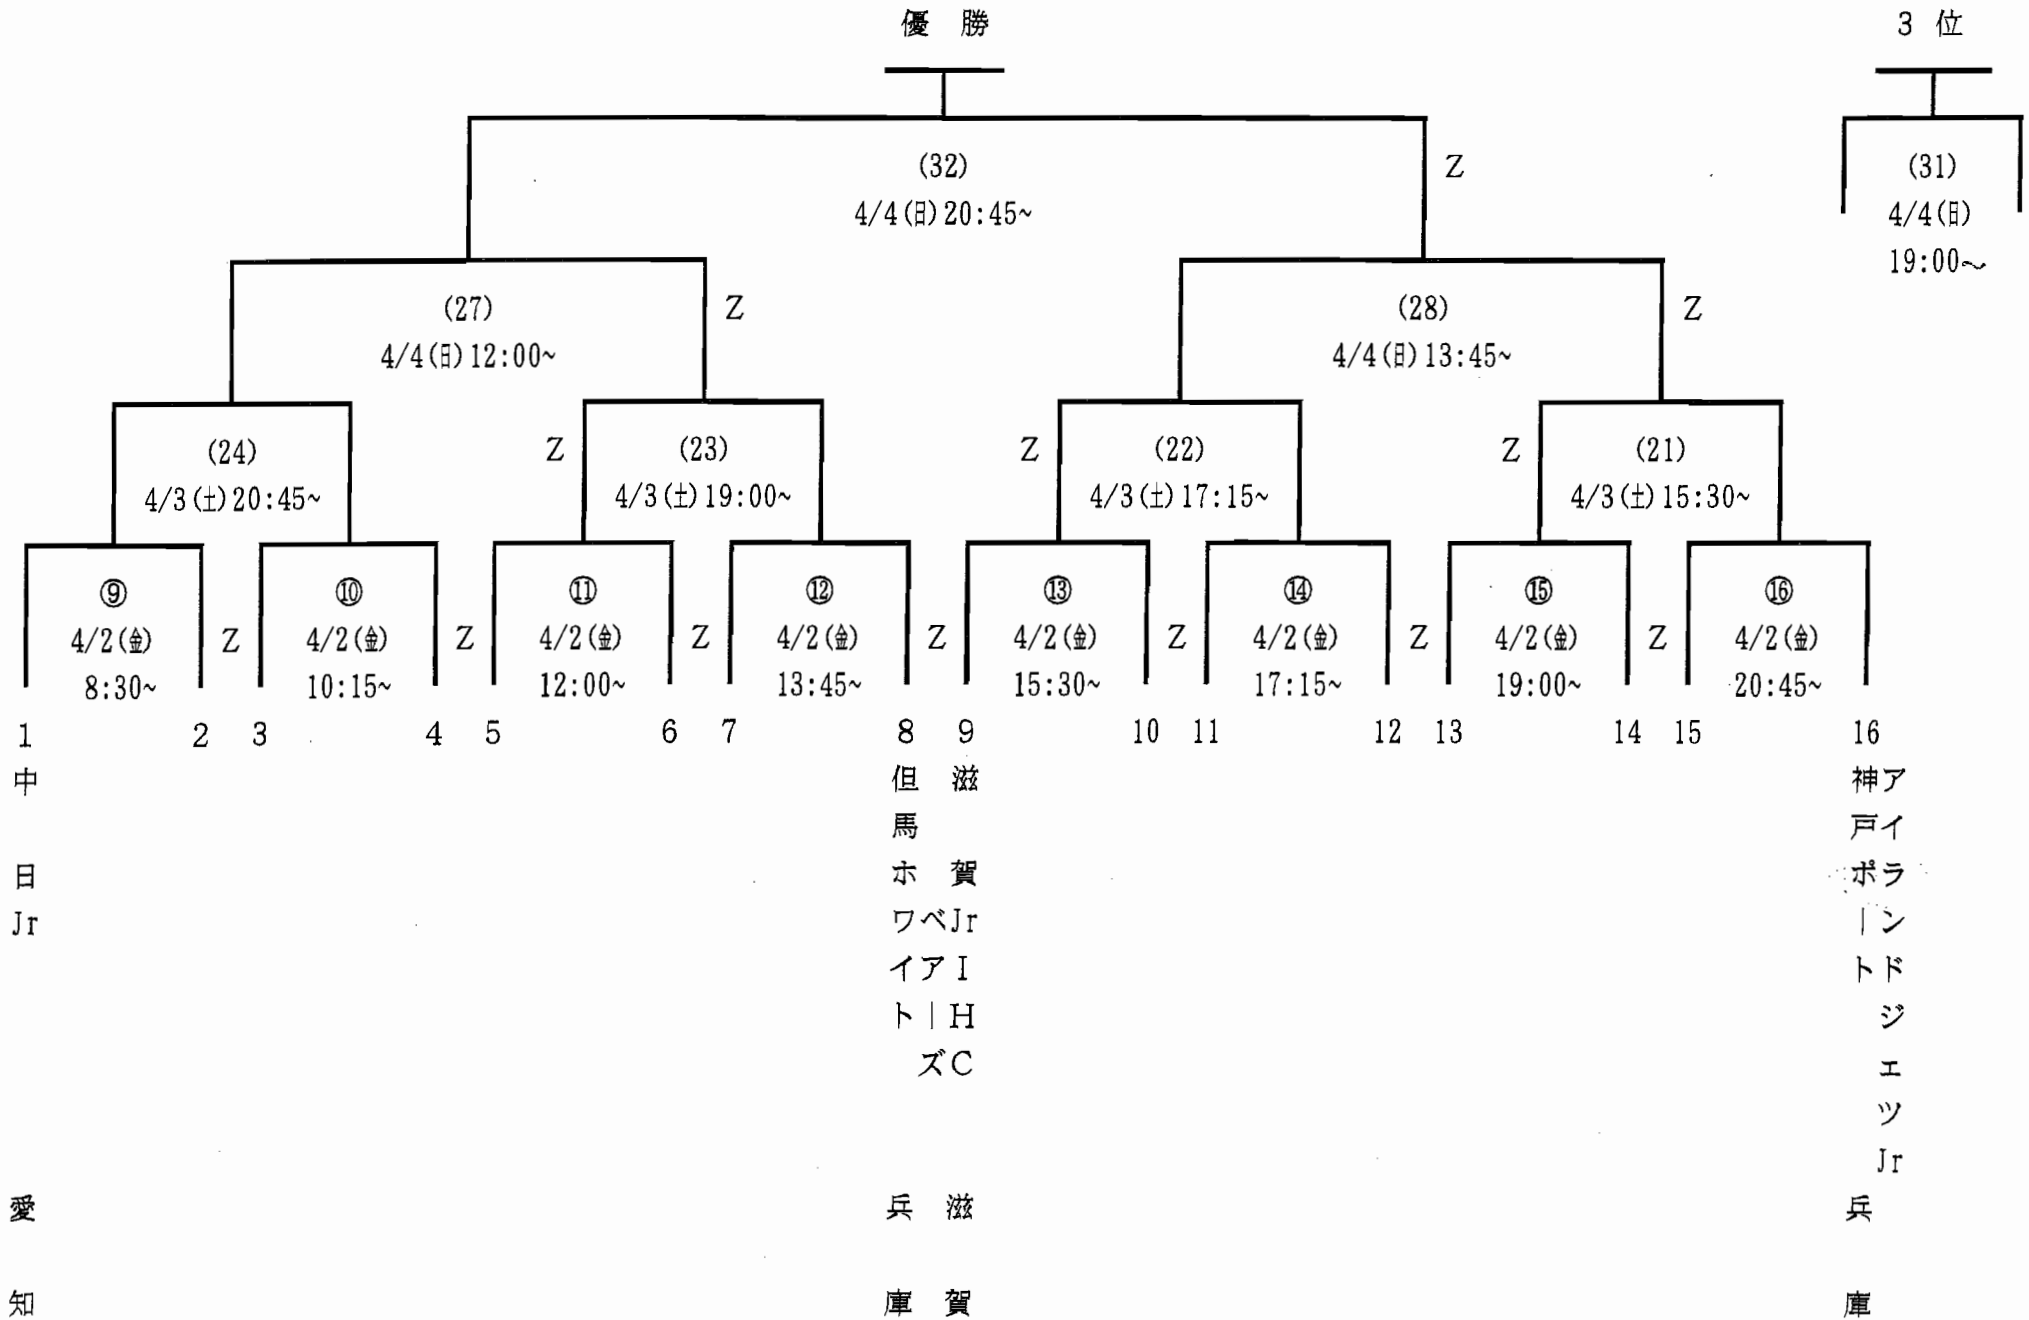 優 勝
3 位
(32)
4/4(日)20:45~
Z
(31)
4/4(日)
19:00~
(27)
4/4(日)12:00~
Z
(28)
4/4(日)13:45~
Z
(24)
4/3(土)20:45~
Z
(23)
4/3(土)19:00~
Z
(22)
4/3(土)17:15~
Z
(21)
4/3(土)15:30~
⑨
4/2(金)
8:30~
Z
⑩
4/2(金)
10:15~
Z
⑪
4/2(金)
12:00~
Z
⑫
4/2(金)
13:45~
Z
⑬
4/2(金)
15:30~
Z
⑭
4/2(金)
17:15~
Z
⑮
4/2(金)
19:00~
Z
⑯
4/2(金)
20:45~
1 2 3 4 5 6 7 8 9 10 11 12 13 14 15 16
中日Jr
愛知
但馬ホワイト
ベアーズ
兵庫
滋賀JrIHC
滋賀
神戸ポート
アイランドジェッツJr
兵庫